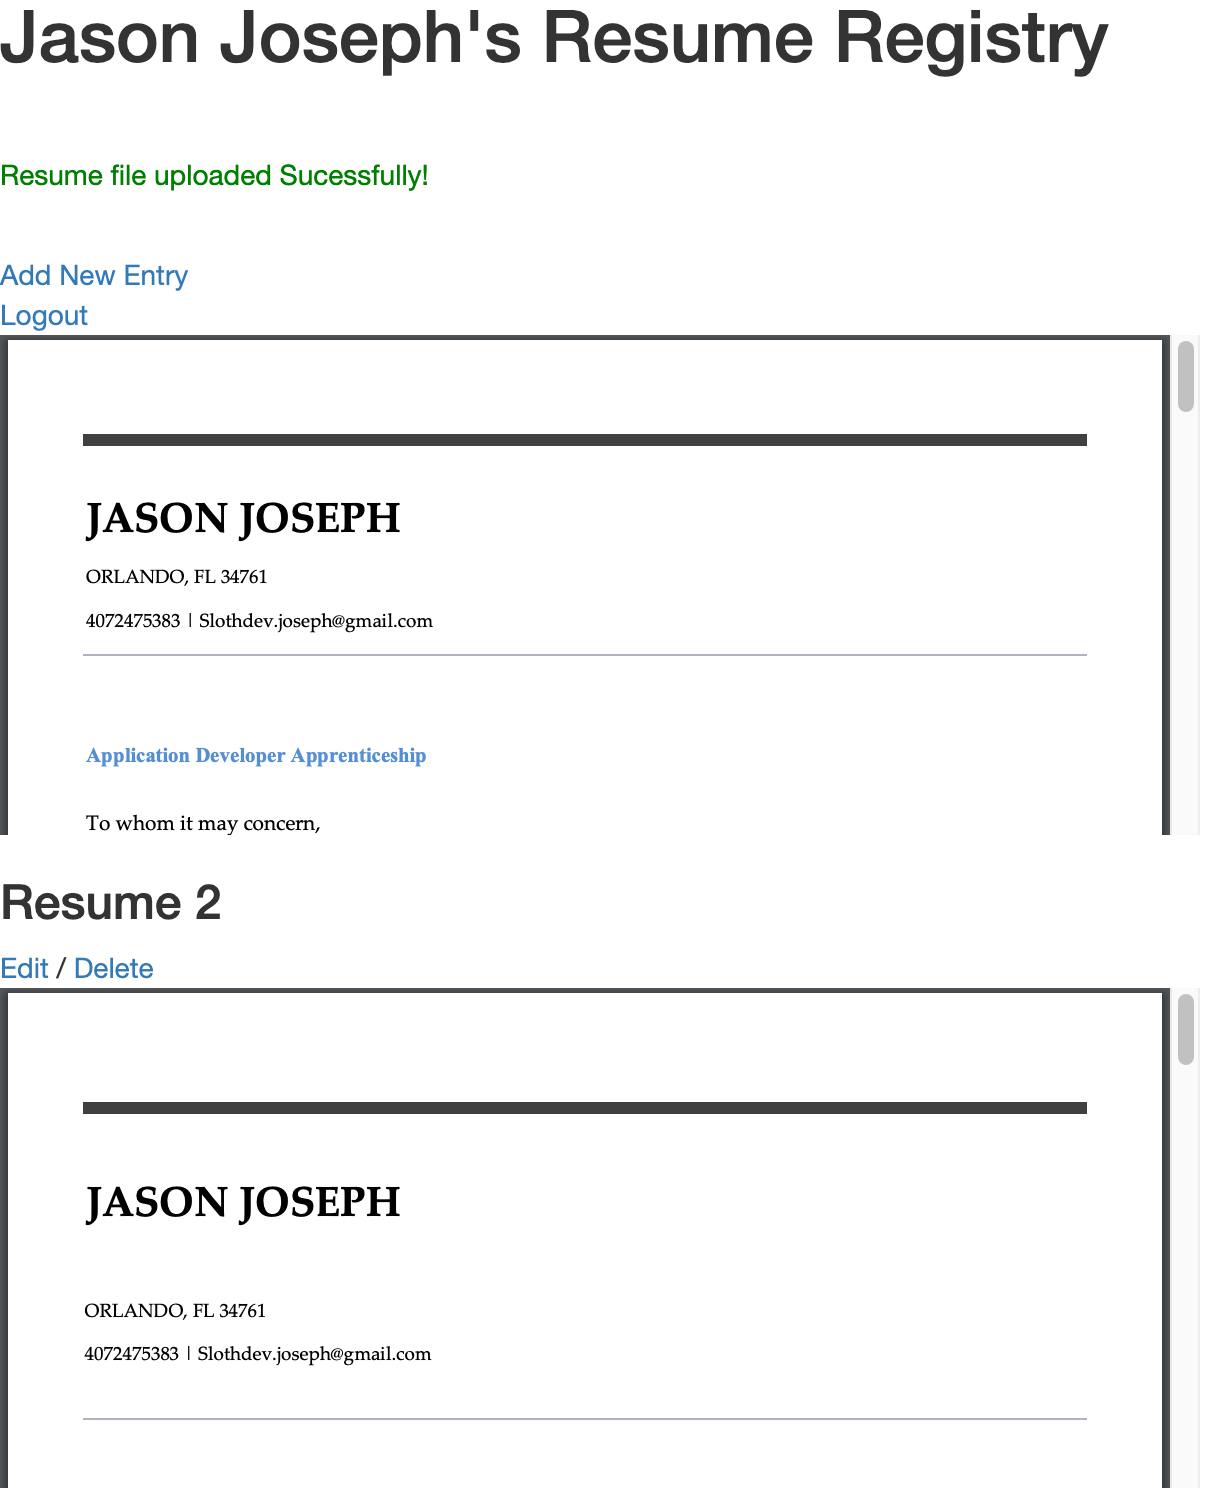 Jason Joseph's Resume Registry
Resume file uploaded Sucessfully!
Add New Entry
Logout
JASON JOSEPH
ORLANDO, FL 34761
4072475383 | Slothdev.joseph@gmail.com
Application Developer Apprenticeship
To whom it may concern,
Resume 2
Edit / Delete
JASON JOSEPH
ORLANDO, FL 34761
4072475383 | Slothdev.joseph@gmail.com